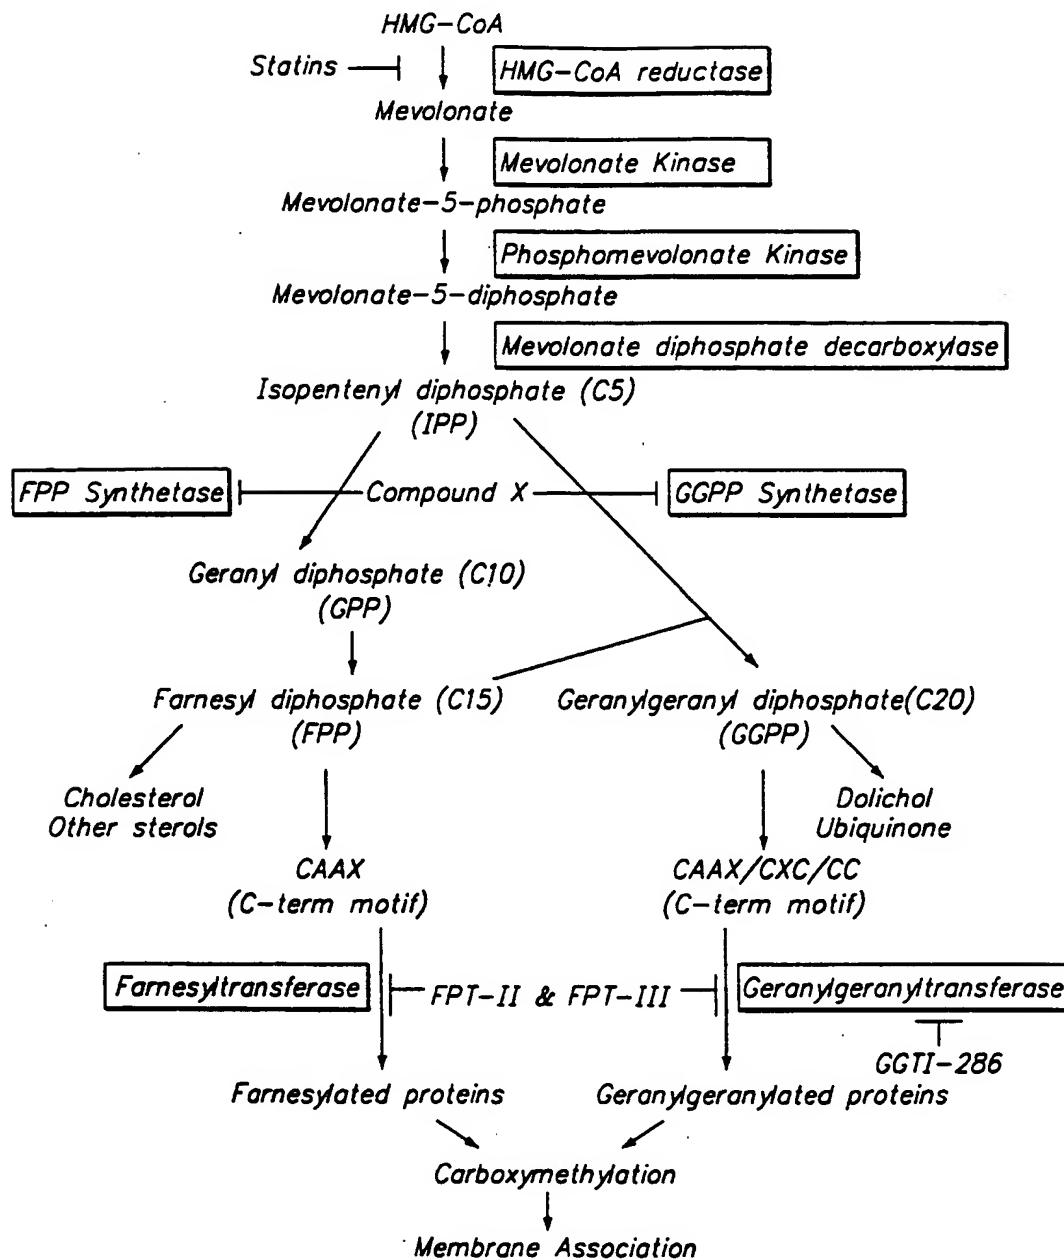 HMG-CoA
Statins
HMG-CoA reductase
Mevolonate
Mevolonate Kinase
Mevolonate-5-phosphate
Phosphomevolonate Kinase
Mevolonate-5-diphosphate
Mevolonate diphosphate decarboxylase
Isopentenyl diphosphate (C5)
(IPP)
FPP Synthetase
Compound X
GGPP Synthetase
Geranyl diphosphate (C10)
(GPP)
Farnesyl diphosphate (C15)
(FPP)
Geranylgeranyl diphosphate(C20)
(GGPP)
Cholesterol
Other sterols
Dolichol
Ubiquinone
CAAX
(C-term motif)
CAAX/CXC/CC
(C-term motif)
Farnesyltransferase
FPT-II & FPT-III
Geranylgeranyltransferase
GGTI-286
Farnesylated proteins
Geranylgeranylated proteins
Carboxymethylation
Membrane Association